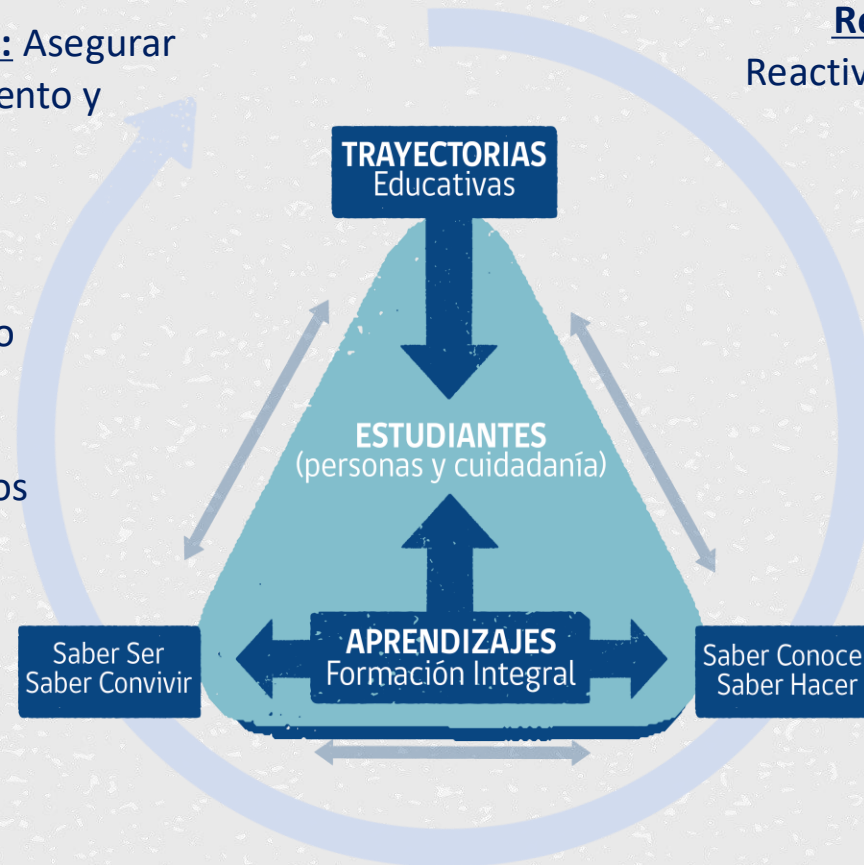 : Asegurar
ento y
Re
Reactiv
TRAYECTORIAS
Educativas
o
ESTUDIANTES
(personas y cuidadanía)
os
APRENDIZAJES
Formación Integral
Saber Ser
Saber Convivir
Saber Conoce
Saber Hacer